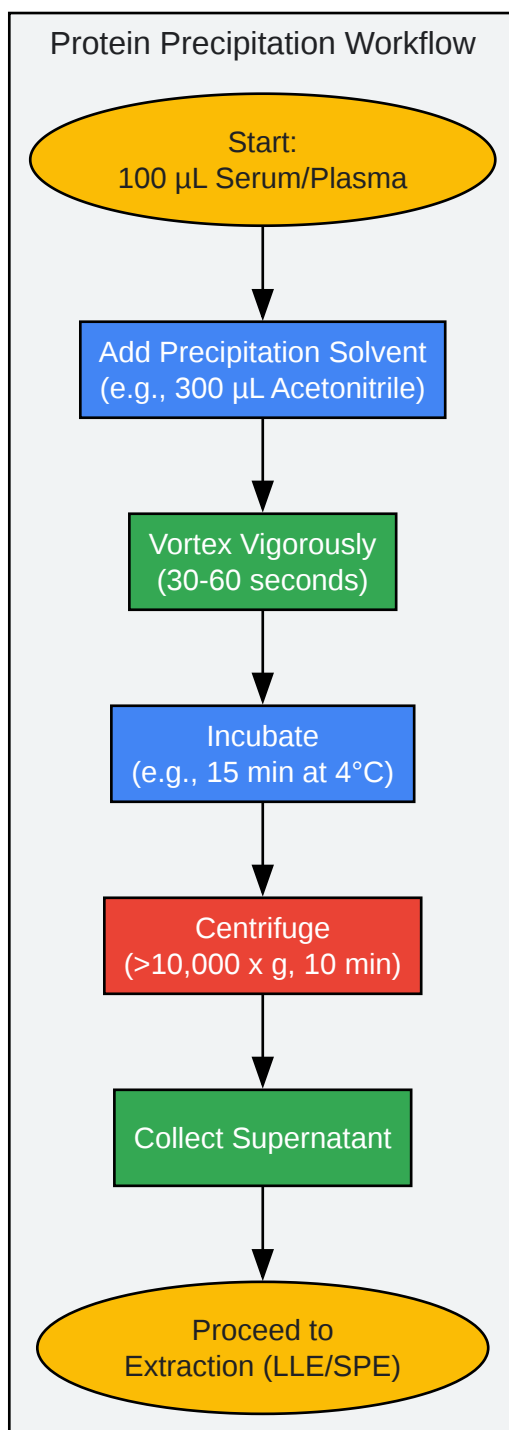 Protein Precipitation Workflow
Start:
100 µL Serum/Plasma
Add Precipitation Solvent
(e.g., 300 µL Acetonitrile)
Vortex Vigorously
(30-60 seconds)
Incubate
(e.g., 15 min at 4°C)
Centrifuge
(>10,000 x g, 10 min)
Collect Supernatant
Proceed to
Extraction (LLE/SPE)